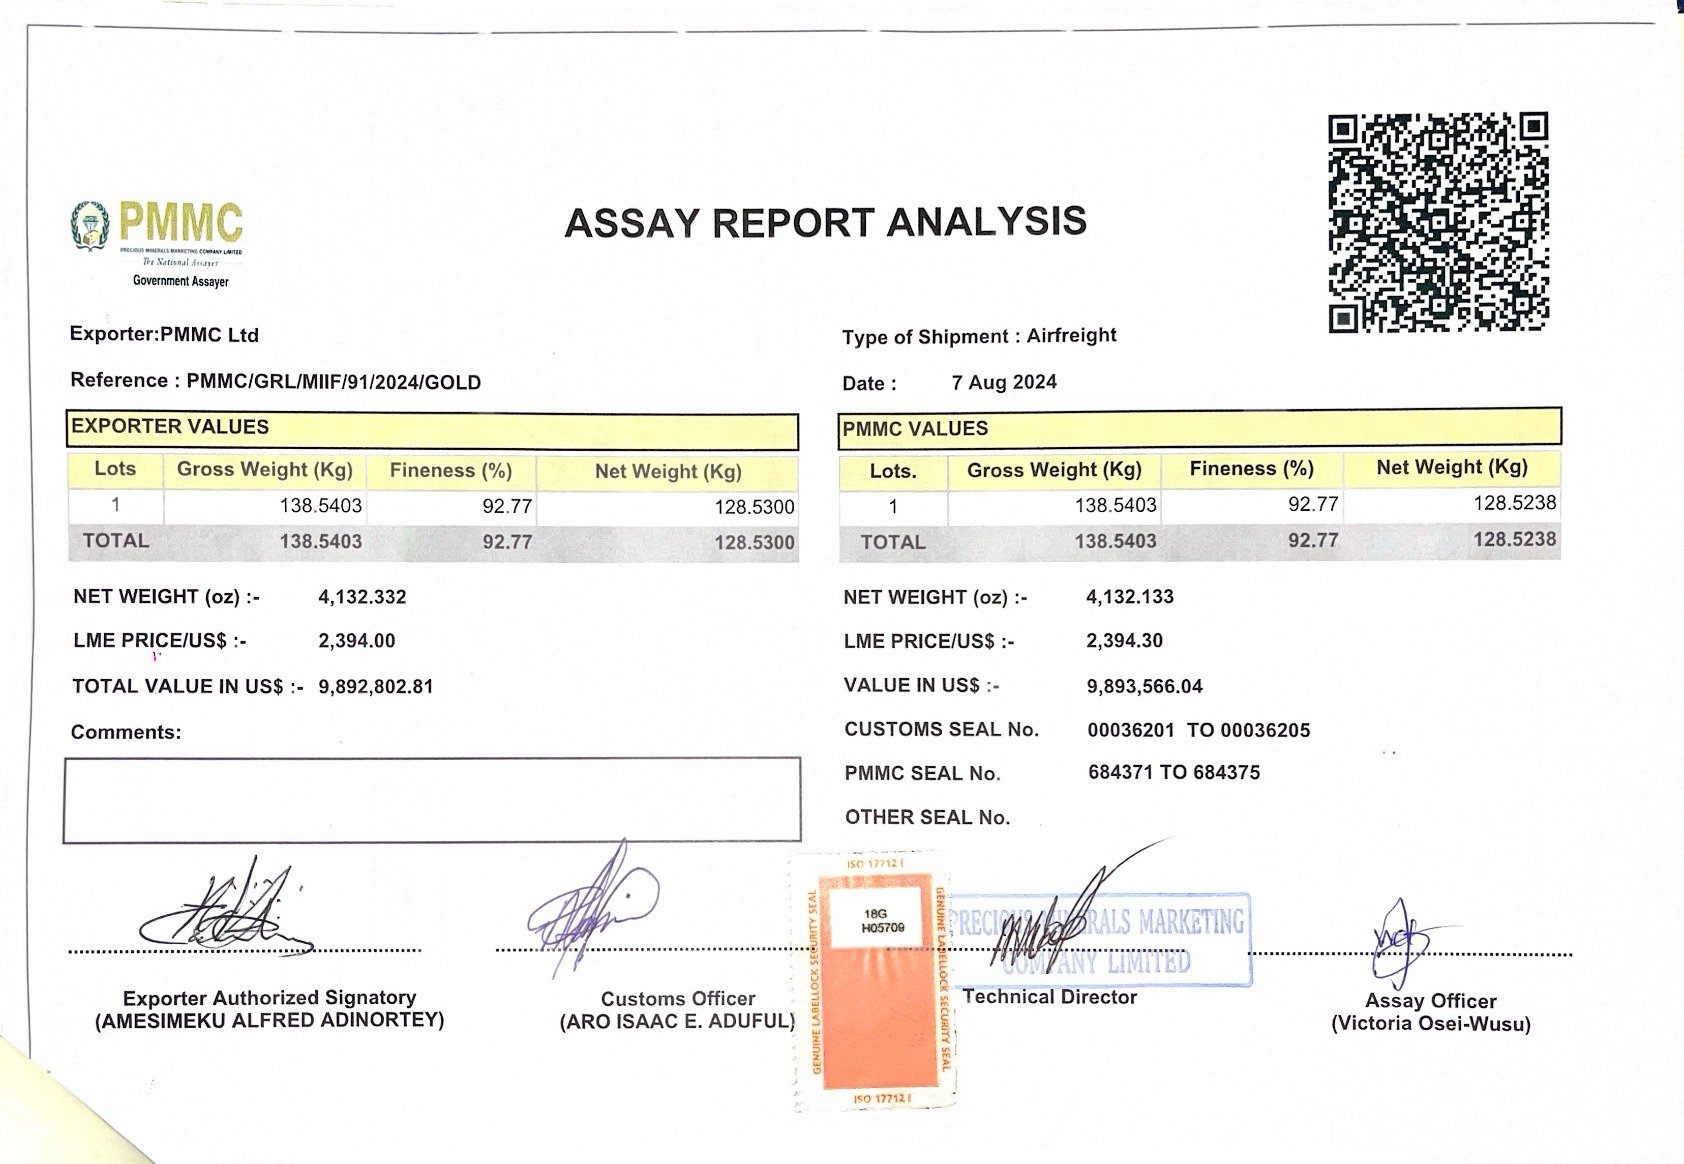 PMMC
PRECIOUS MINERALS MARKETING COMPANY LIMITED
The National Assayer
Government Assayer
ASSAY REPORT ANALYSIS
Exporter:PMMC Ltd
Type of Shipment : Airfreight
Reference : PMMC/GRL/MIIF/91/2024/GOLD
Date : 7 Aug 2024
EXPORTER VALUES
Lots Gross Weight (Kg) Fineness (%) Net Weight (Kg)
1 138.5403 92.77 128.5300
TOTAL 138.5403 92.77 128.5300
NET WEIGHT (oz) :- 4,132.332
LME PRICE/US$ :- 2,394.00
TOTAL VALUE IN US$ :- 9,892,802.81
Comments:
PMMC VALUES
Lots. Gross Weight (Kg) Fineness (%) Net Weight (Kg)
1 138.5403 92.77 128.5238
TOTAL 138.5403 92.77 128.5238
NET WEIGHT (oz) :- 4,132.133
LME PRICE/US$ :- 2,394.30
VALUE IN US$ :- 9,893,566.04
CUSTOMS SEAL No. 00036201 TO 00036205
PMMC SEAL No. 684371 TO 684375
OTHER SEAL No.
Exporter Authorized Signatory
(AMESIMEKU ALFRED ADINORTEY)
Customs Officer
(ARO ISAAC E. ADUFUL)
ISO 17712
GENUINE LABELLOCK SECURITY SEAL
18G
H05709
GENUINE LABELLOCK SECURITY SEAL
ISO 17712
PRECIOUS MINERALS MARKETING
COMPANY LIMITED
Technical Director
Assay Officer
(Victoria Osei-Wusu)